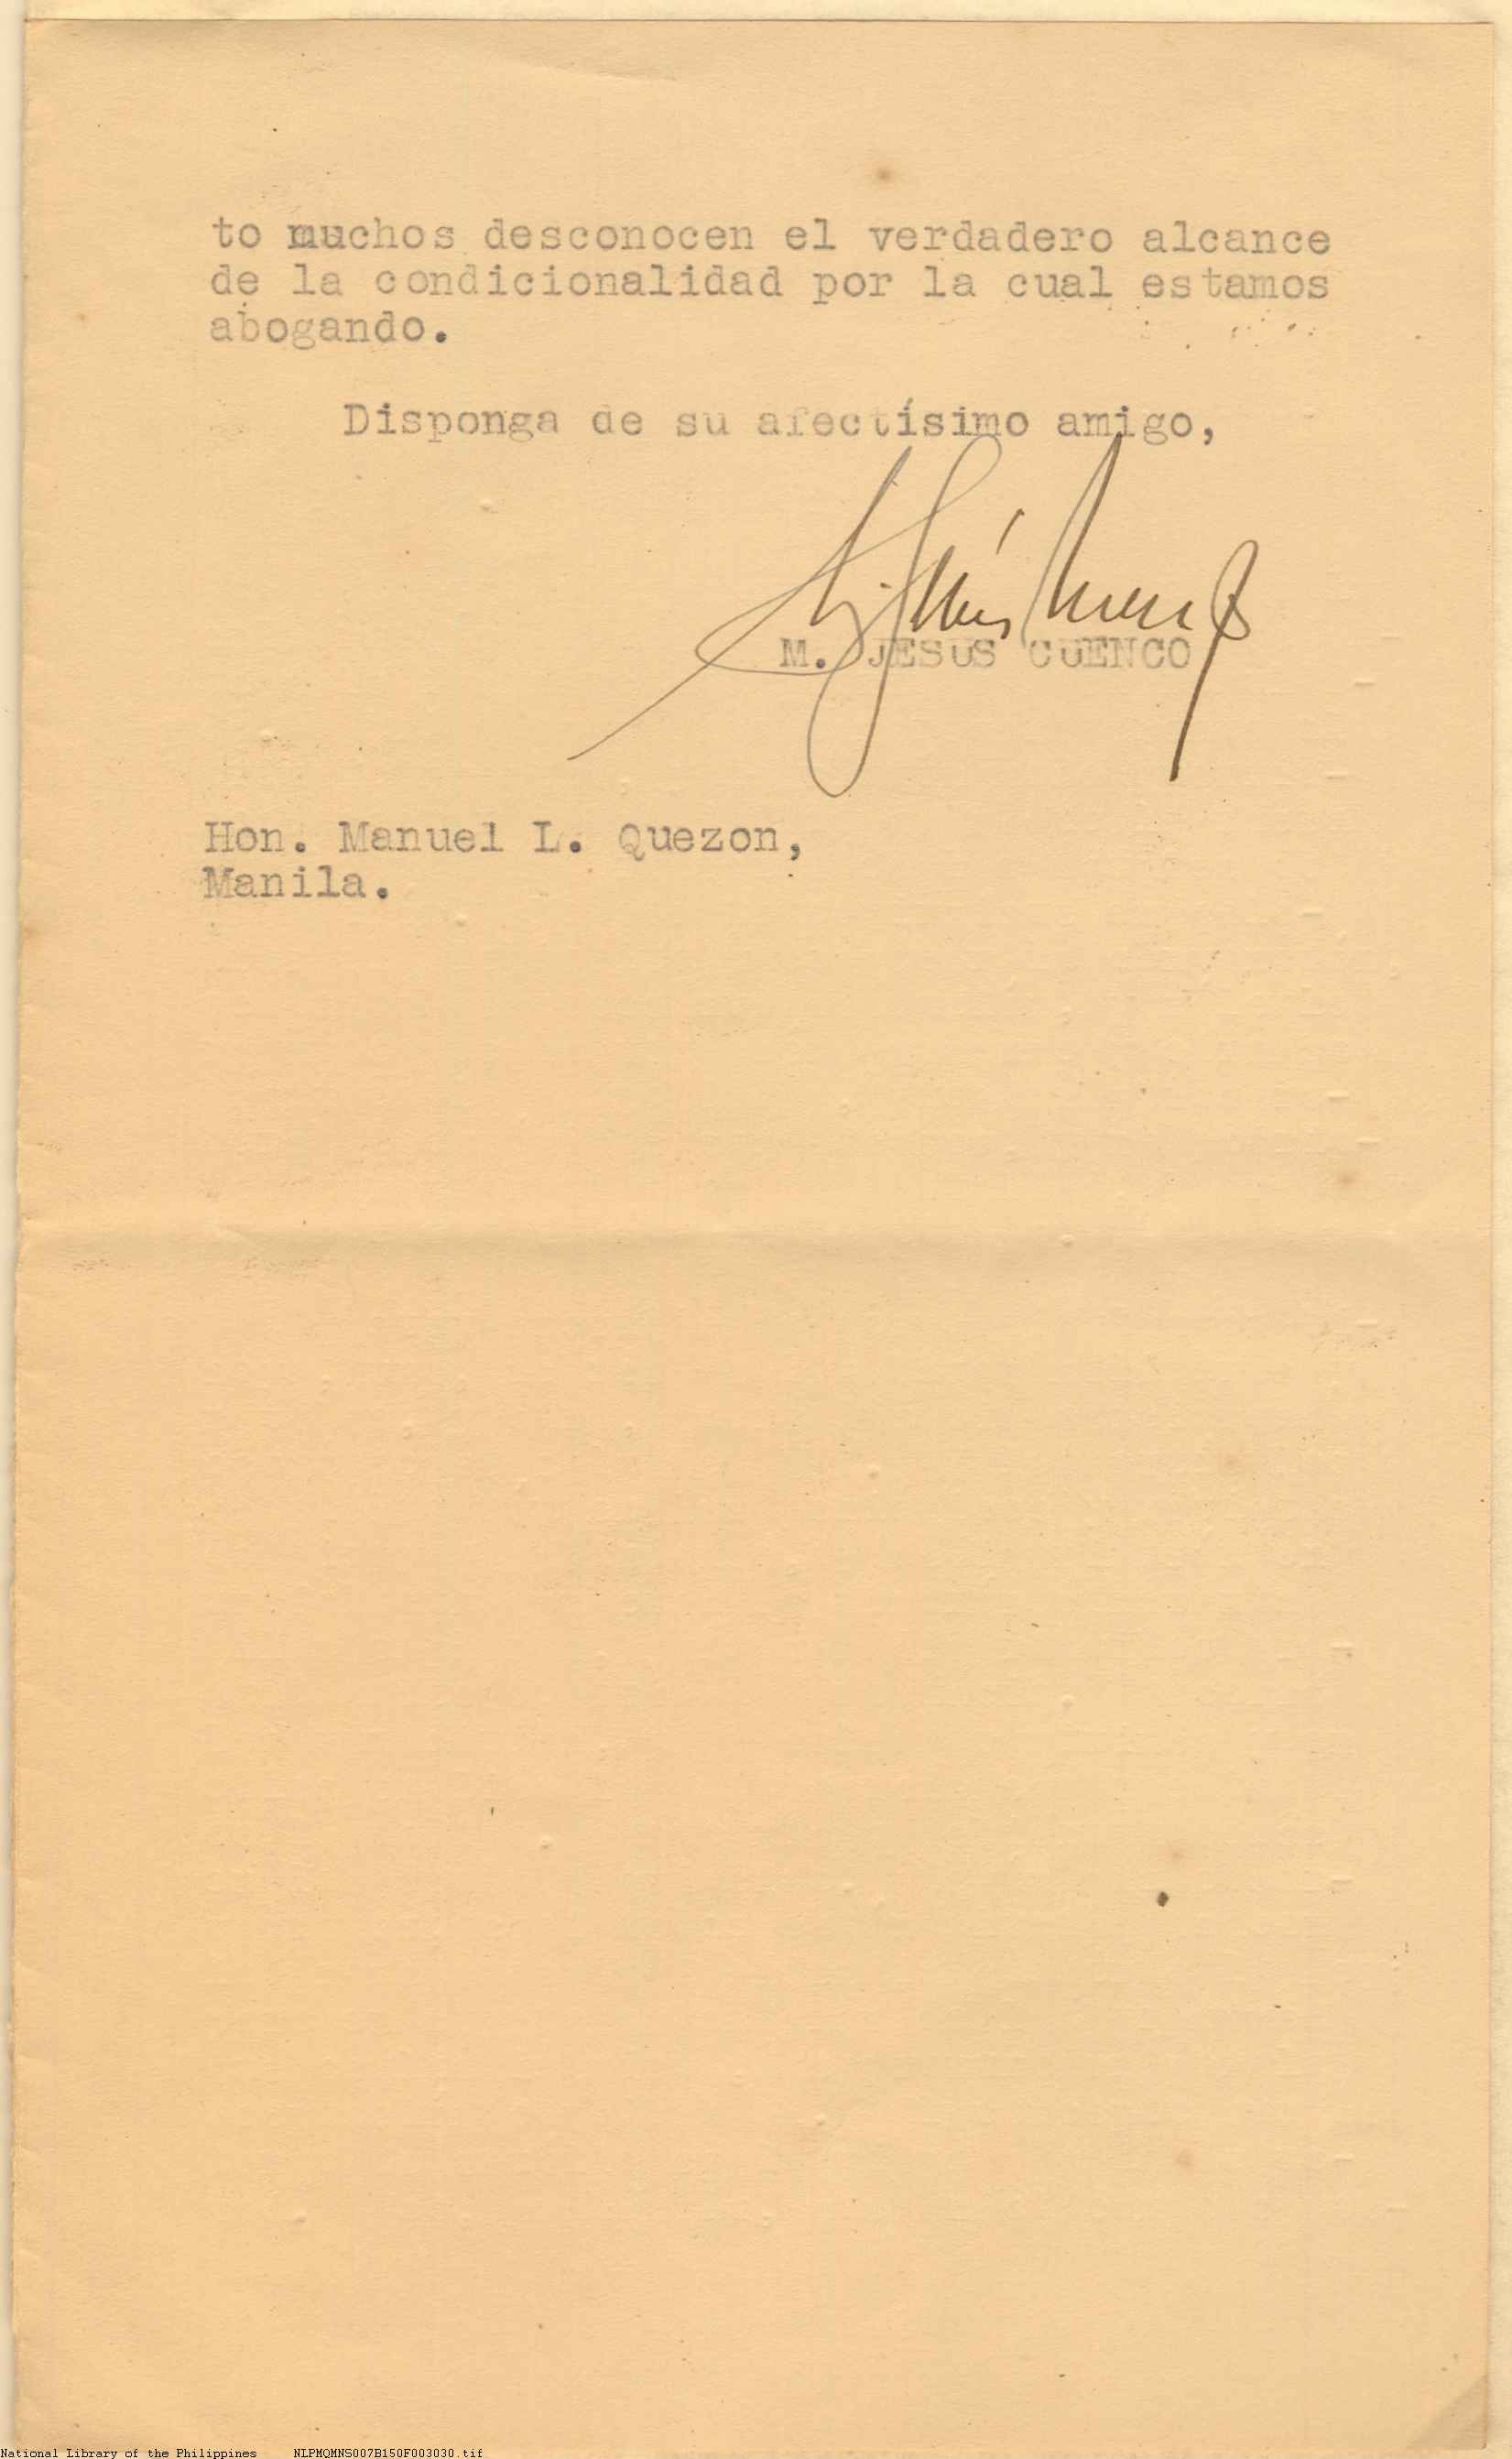 to muchos desconocen el verdadero alcance
de la condicionalidad por la cual estamos
abogando.
Disponga de su afectísimo amigo,
M. JESUS CUENCO
Hon. Manuel L. Quezon,
Manila.
National Library of the Philippines NLPMQMNS007B150F003030.tif